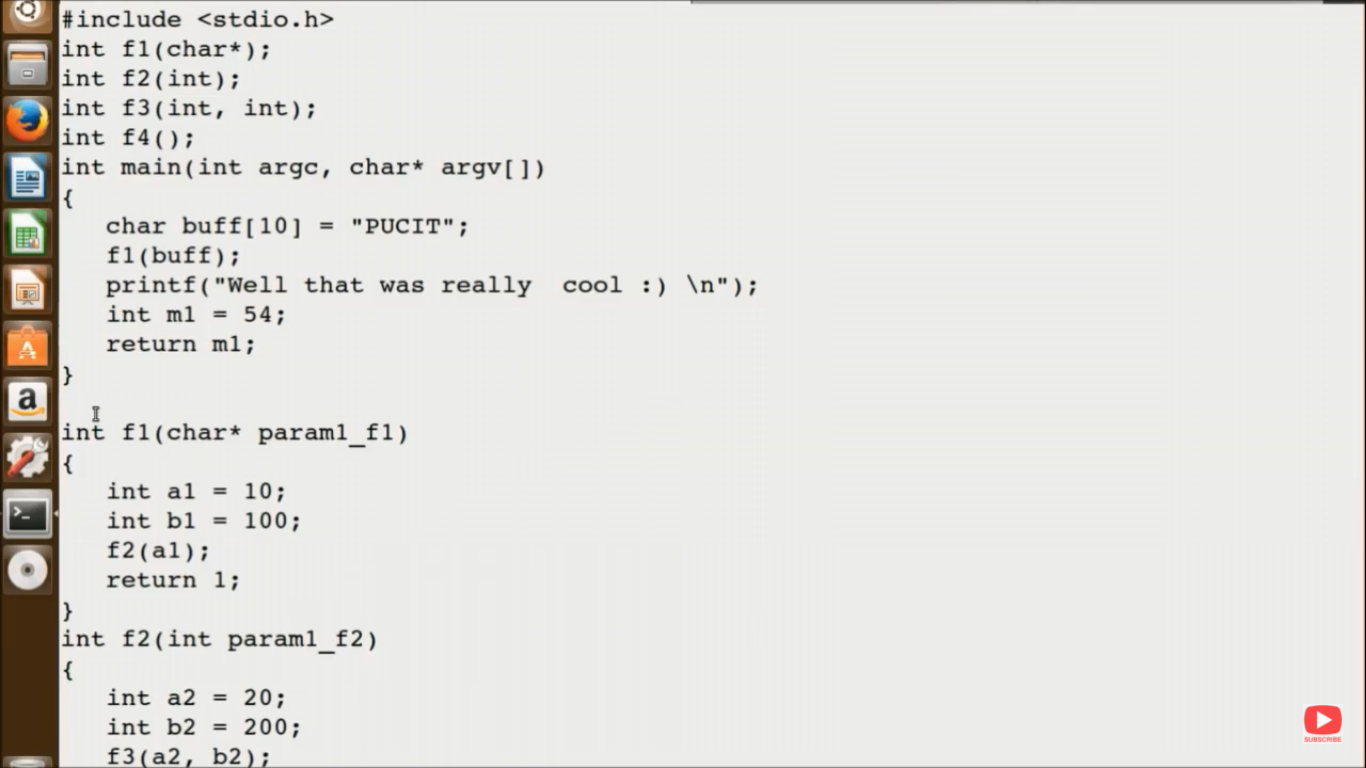 #include <stdio.h>
int f1(char*);
int f2(int);
int f3(int, int);
int f4();
int main(int argc, char* argv[])
{
   char buff[10] = "PUCIT";
   f1(buff);
   printf("Well that was really  cool :) \n");
   int m1 = 54;
   return m1;
}

int f1(char* param1_f1)
{
   int a1 = 10;
   int b1 = 100;
   f2(a1);
   return 1;
}
int f2(int param1_f2)
{
   int a2 = 20;
   int b2 = 200;
   f3(a2, b2);
SUBSCRIBE